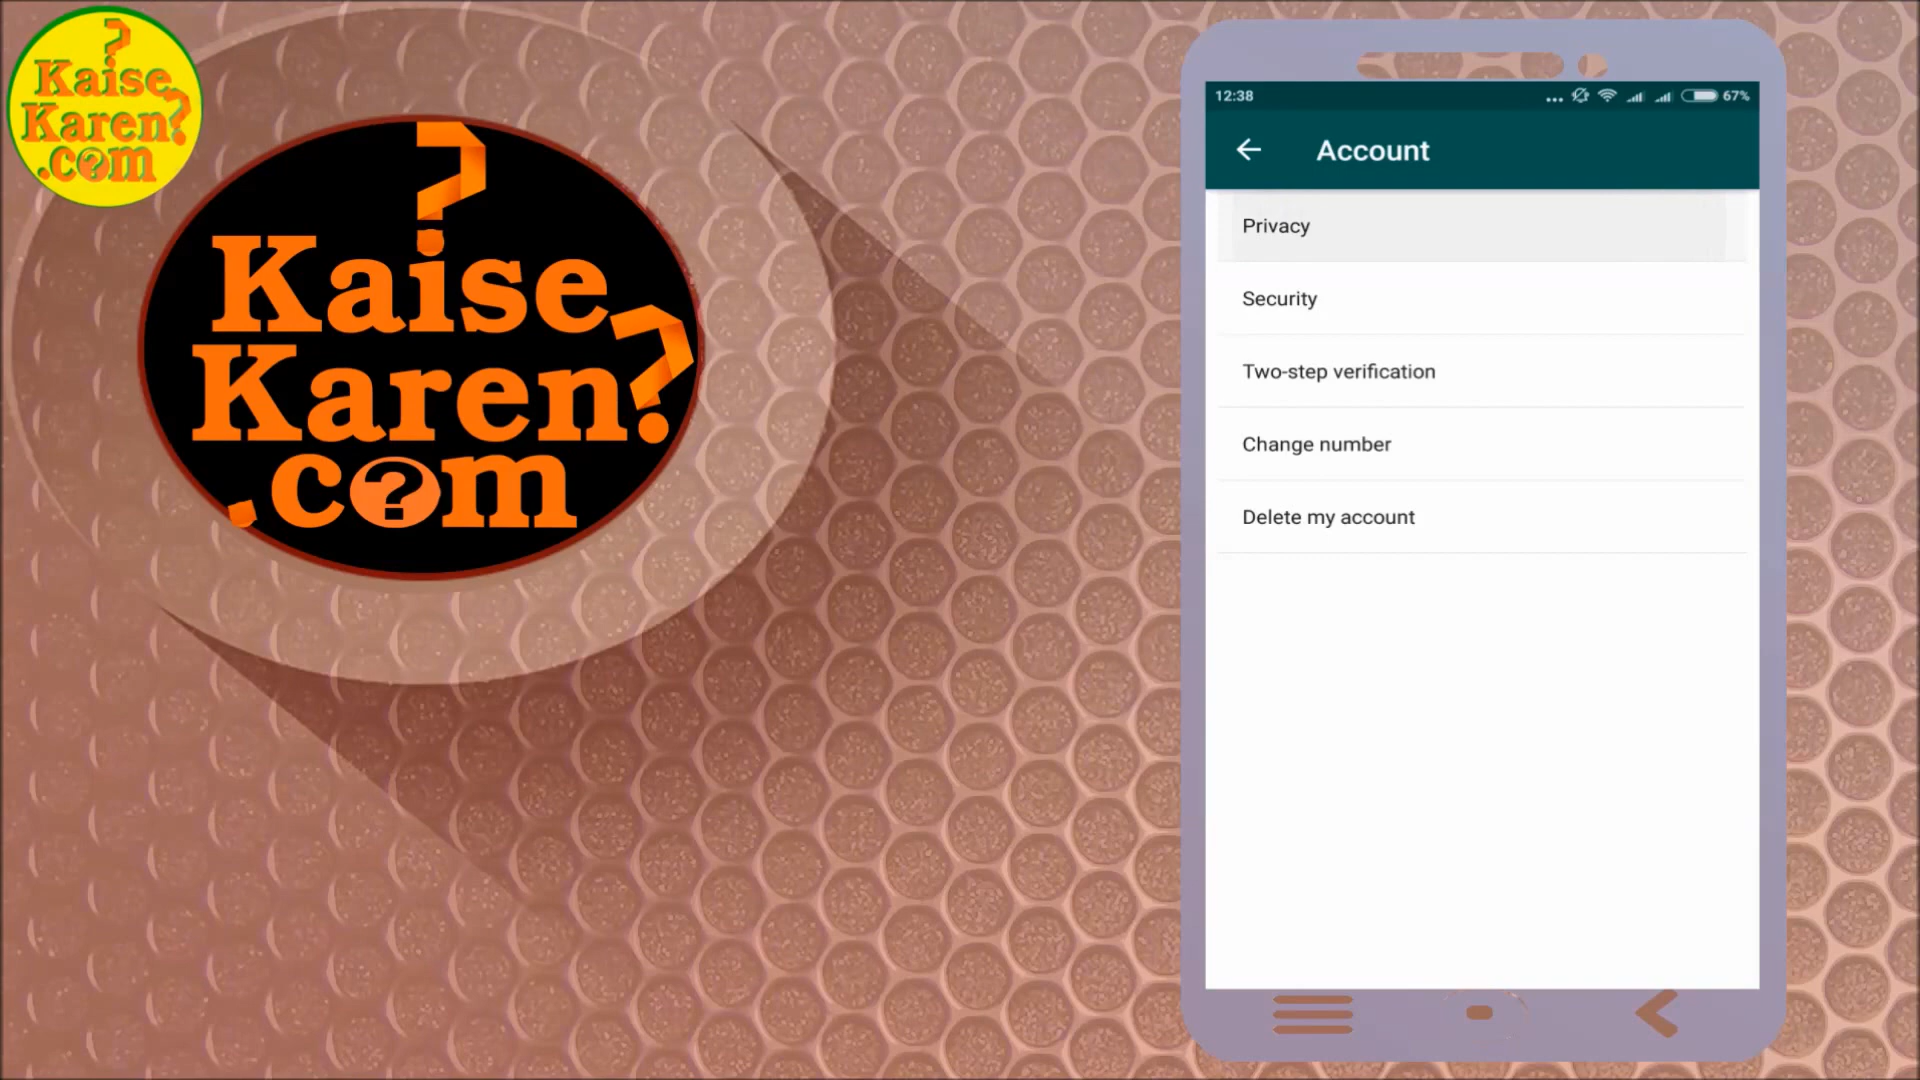 ?
Kaise
Karen?
.com
?
Kaise
Karen?
.c?m
12:38
67%
Account
Privacy
Security
Two-step verification
Change number
Delete my account